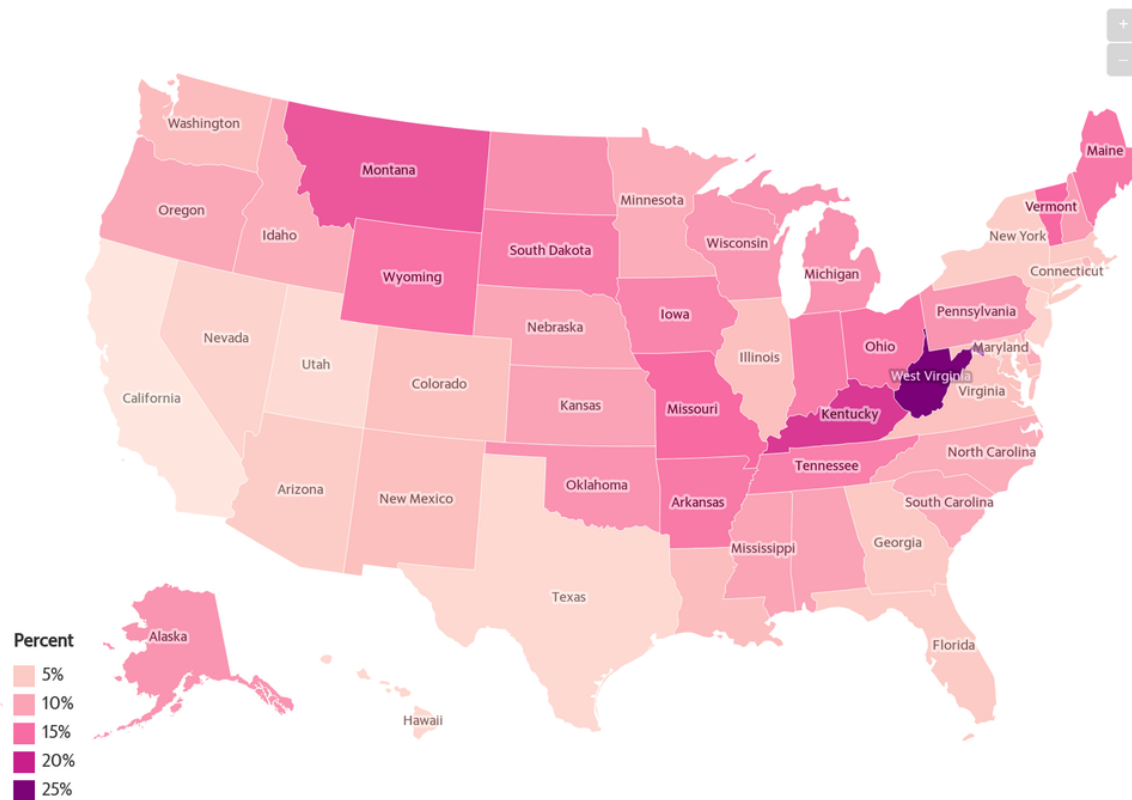 +
−
Washington
Montana
Maine
Oregon
Minnesota
Vermont
Idaho
New York
Wisconsin
South Dakota
Connecticut
Michigan
Wyoming
Pennsylvania
Iowa
Nebraska
Nevada
Ohio
Maryland
Illinois
Utah
West Virginia
Colorado
Virginia
California
Kansas
Missouri
Kentucky
North Carolina
Tennessee
Oklahoma
Arizona
New Mexico
Arkansas
South Carolina
Georgia
Mississippi
Texas
Alaska
Florida
Hawaii
Percent
5%
10%
15%
20%
25%